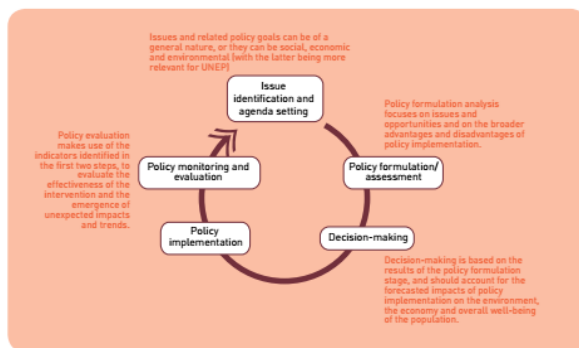 Issues and related policy goals can be of a
general nature, or they can be social, economic
and environmental (with the latter being more
relevant for UNEP)
Issue
identification and
agenda setting
Policy formulation analysis
focuses on issues and
opportunities and on the broader
advantages and disadvantages of
policy implementation.
Policy formulation/
assessment
Decision-making
Decision-making is based on the
results of the policy formulation
stage, and should account for the
forecasted impacts of policy
implementation on the environment,
the economy and overall well-being
of the population.
Policy
implementation
Policy monitoring and
evaluation
Policy evaluation
makes use of the
indicators identified in
the first two steps, to
evaluate the
effectiveness of the
intervention and the
emergence of
unexpected impacts
and trends.